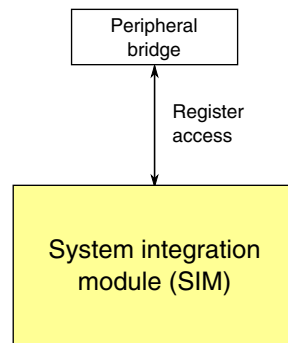 Peripheral
bridge
Register
access
System integration
module (SIM)